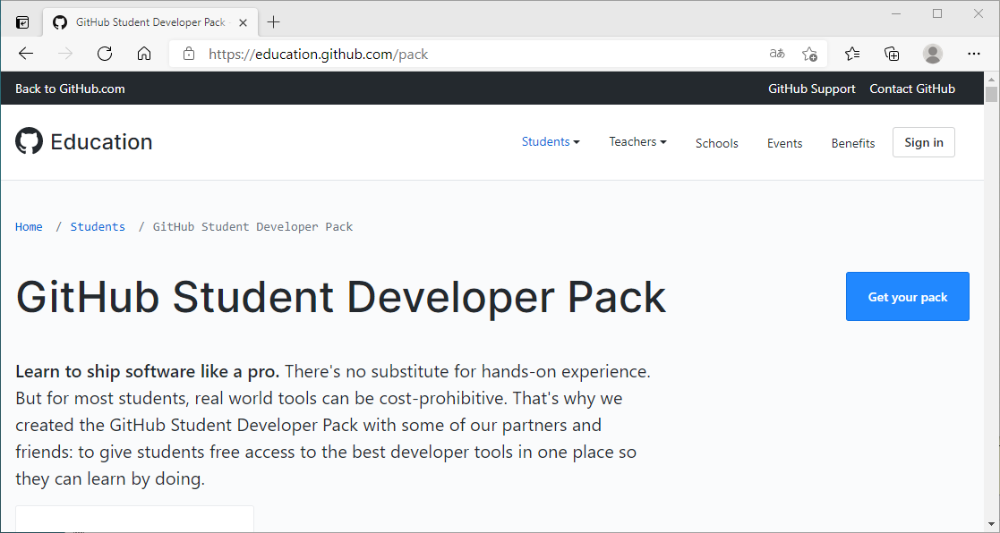 GitHub Student Developer Pack
https://education.github.com/pack
Back to GitHub.com
GitHub Support
Contact GitHub
Education
Students
Teachers
Schools
Events
Benefits
Sign in
Home / Students / GitHub Student Developer Pack
GitHub Student Developer Pack
Get your pack
Learn to ship software like a pro. There's no substitute for hands-on experience.
But for most students, real world tools can be cost-prohibitive. That's why we
created the GitHub Student Developer Pack with some of our partners and
friends: to give students free access to the best developer tools in one place so
they can learn by doing.